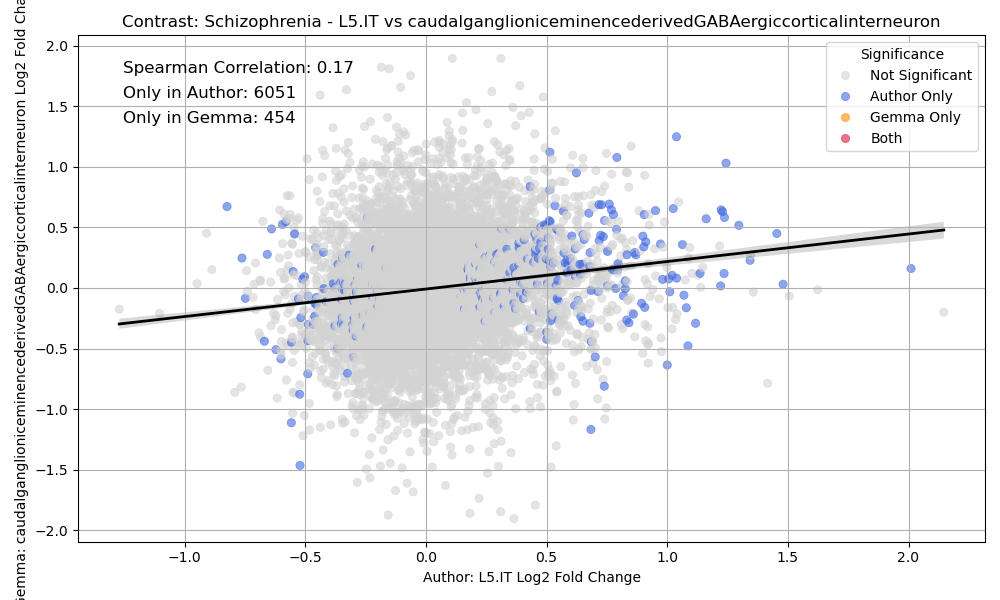 Contrast: Schizophrenia - L5.IT vs caudalganglioniceminencederivedGABAergiccorticalinterneuron
Spearman Correlation: 0.17
Only in Author: 6051
Only in Gemma: 454
Significance
Not Significant
Author Only
Gemma Only
Both
2.0
1.5
1.0
0.5
0.0
−0.5
−1.0
−1.5
−2.0
−1.0
−0.5
0.0
0.5
1.0
1.5
2.0
Author: L5.IT Log2 Fold Change
caudalganglioniceminencederivedGABAergiccorticalinterneuron Log2 Fold